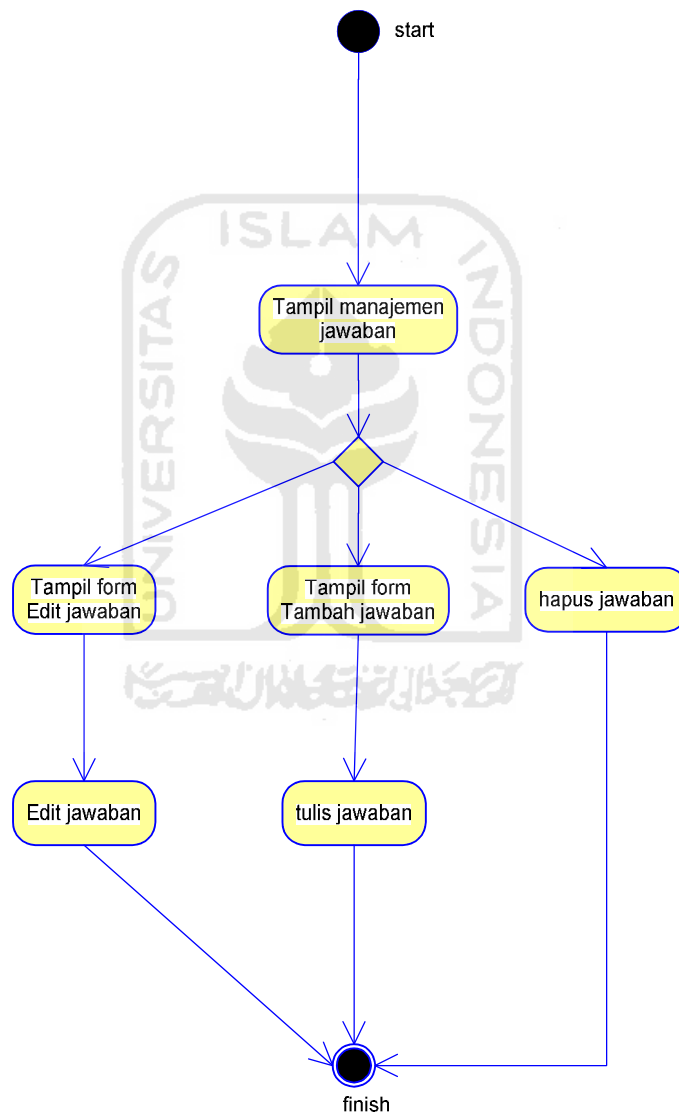 start
ISLAM
UNIVERSITAS
INDONESIA
Tampil manajemen
jawaban
Tampil form
Edit jawaban
Tampil form
Tambah jawaban
hapus jawaban
Edit jawaban
tulis jawaban
finish